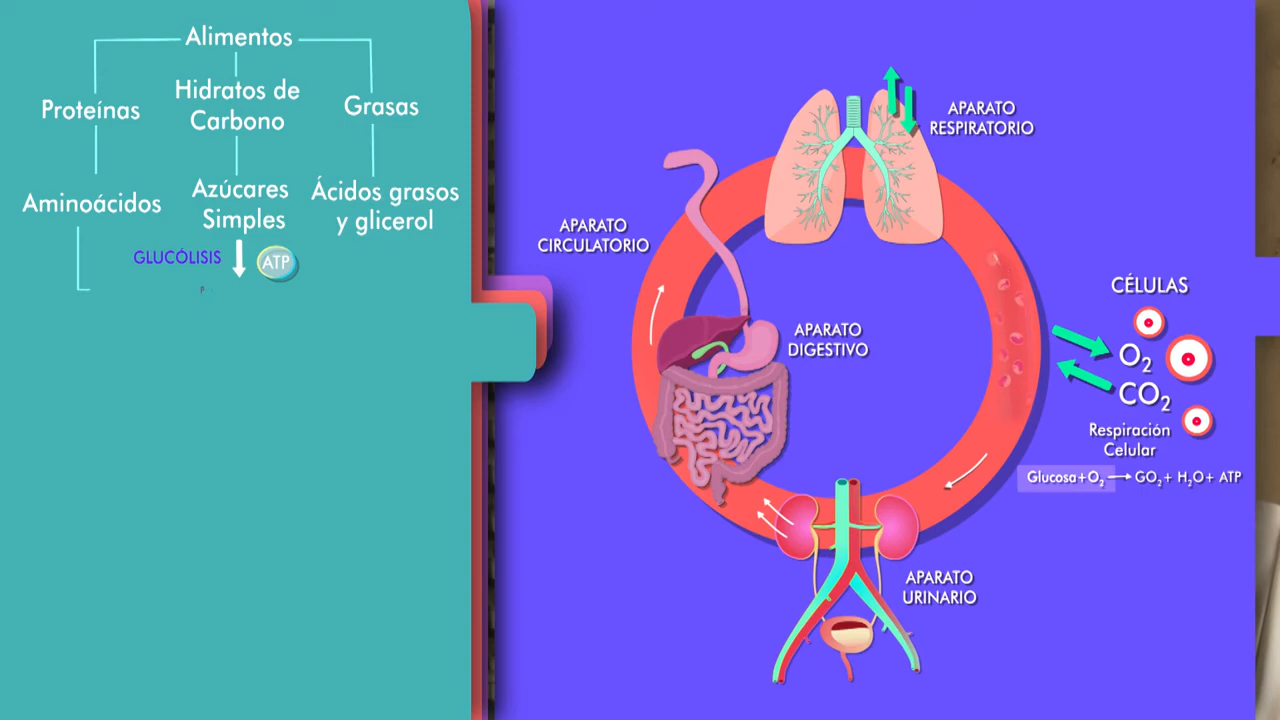 Alimentos
Proteínas
Hidratos de
Carbono
Grasas
Aminoácidos
Azúcares
Simples
Ácidos grasos
y glicerol
GLUCÓLISIS
ATP
P
APARATO
RESPIRATORIO
APARATO
CIRCULATORIO
APARATO
DIGESTIVO
CÉLULAS
O₂
CO₂
Respiración
Celular
Glucosa+O₂ → GO₂+ H₂O+ ATP
APARATO
URINARIO